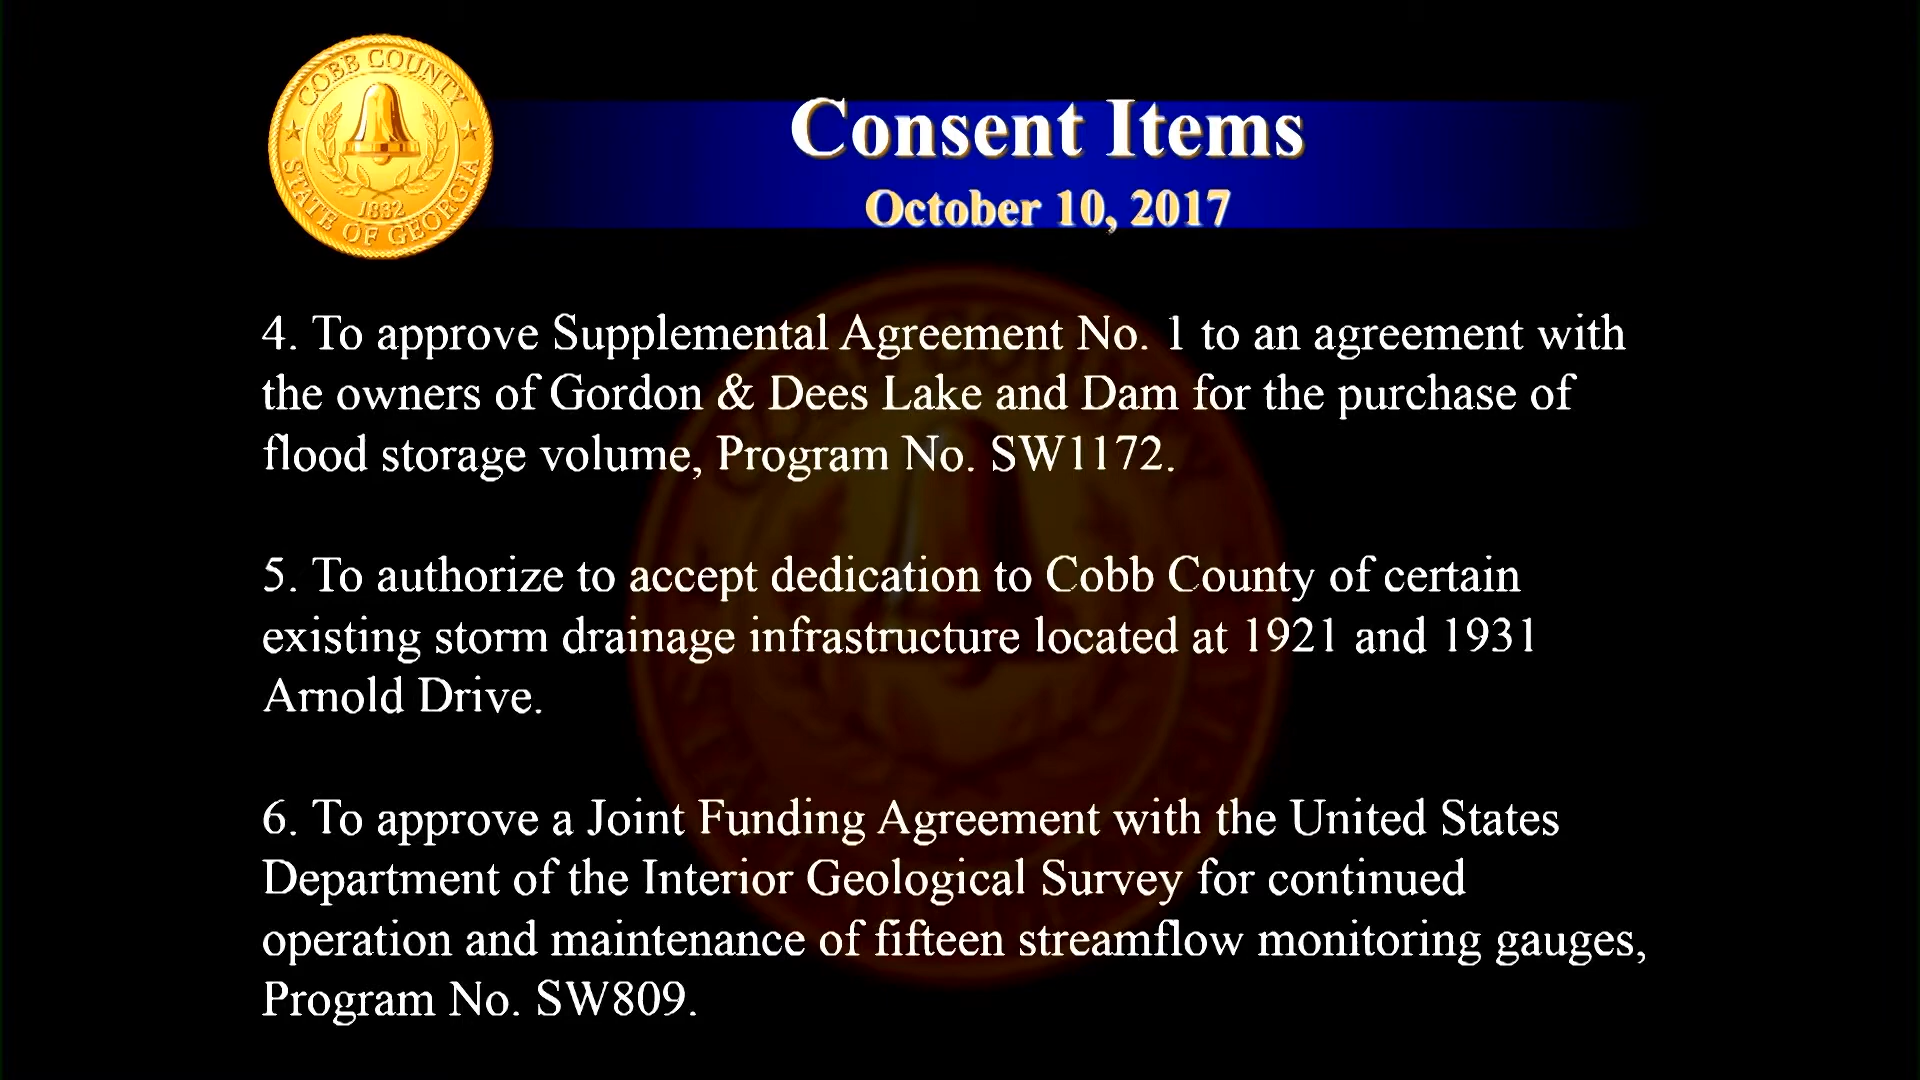 COBB COUNTY
STATE OF GEORGIA
1832
Consent Items
October 10, 2017
4. To approve Supplemental Agreement No. 1 to an agreement with
the owners of Gordon & Dees Lake and Dam for the purchase of
flood storage volume, Program No. SW1172.
5. To authorize to accept dedication to Cobb County of certain
existing storm drainage infrastructure located at 1921 and 1931
Arnold Drive.
6. To approve a Joint Funding Agreement with the United States
Department of the Interior Geological Survey for continued
operation and maintenance of fifteen streamflow monitoring gauges,
Program No. SW809.